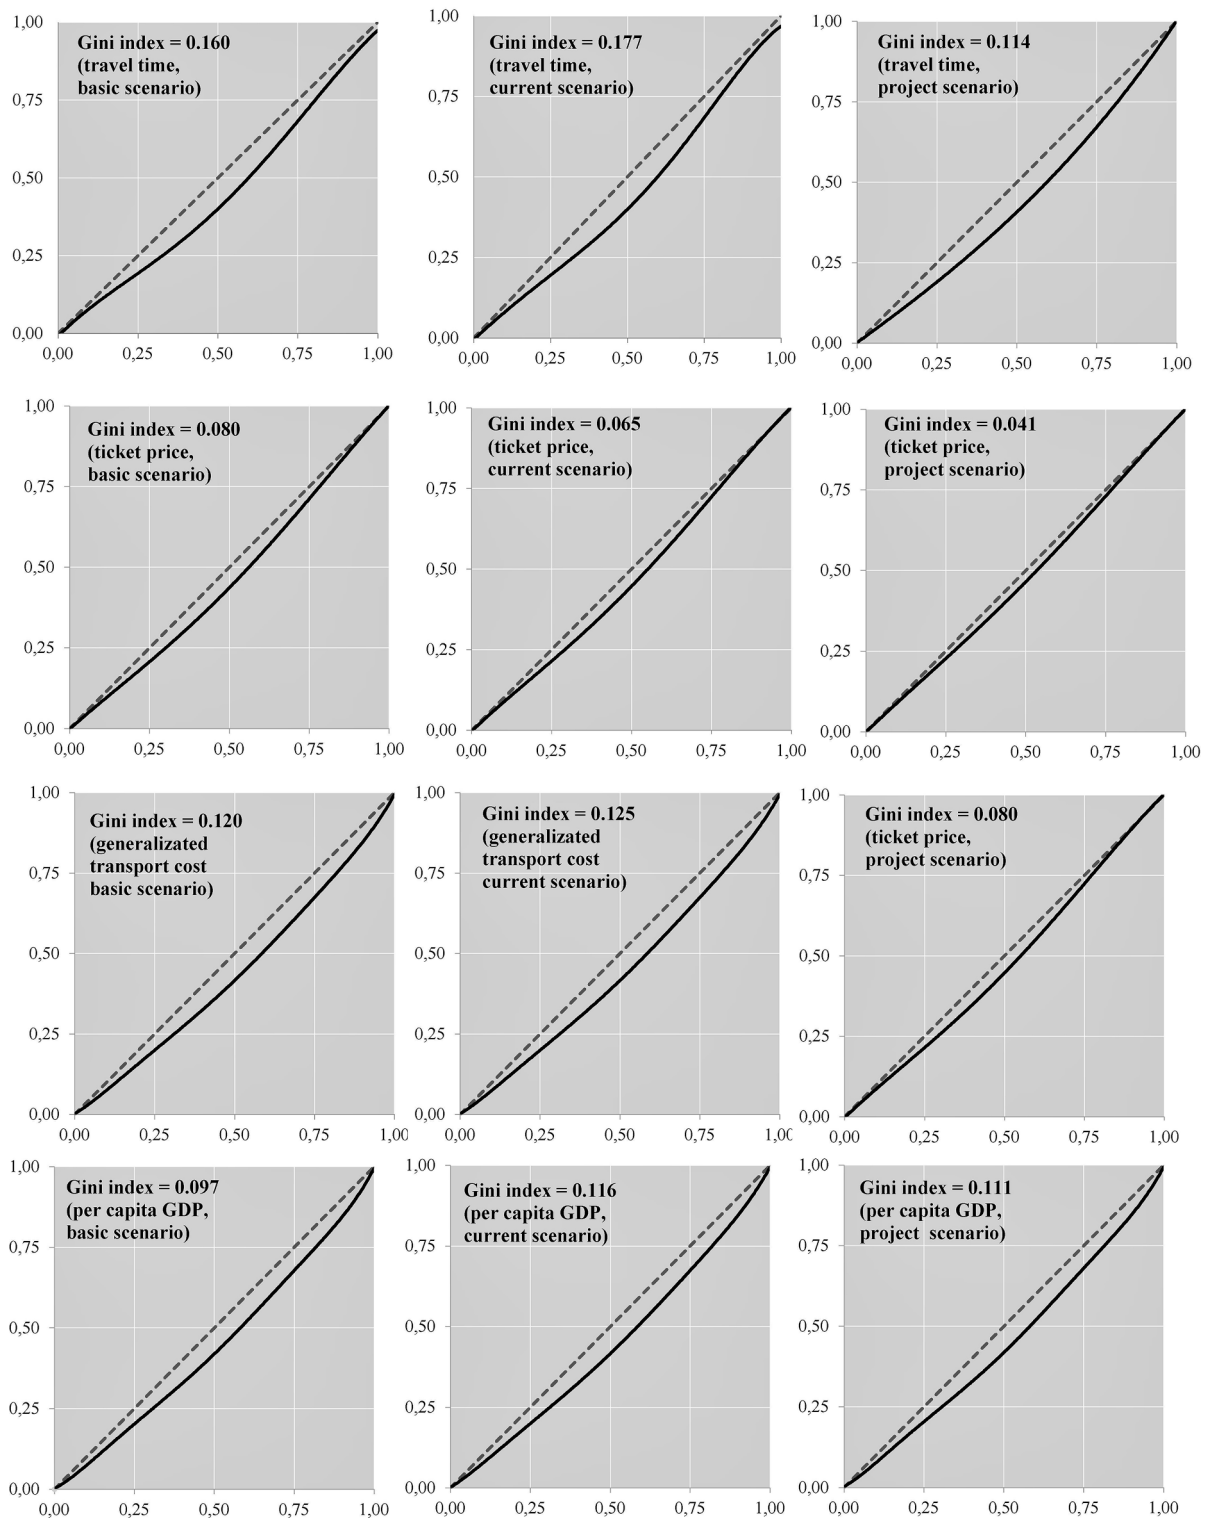 1,00
Gini index = 0.160
(travel time,
basic scenario)
0,75
0,50
0,25
0,00
0,00 0,25 0,50 0,75 1,00
1,00
Gini index = 0.177
(travel time,
current scenario)
0,75
0,50
0,25
0,00
0,00 0,25 0,50 0,75 1,00
1,00
Gini index = 0.114
(travel time,
project scenario)
0,75
0,50
0,25
0,00
0,00 0,25 0,50 0,75 1,00
1,00
Gini index = 0.080
(ticket price,
basic scenario)
0,75
0,50
0,25
0,00
0,00 0,25 0,50 0,75 1,00
1,00
Gini index = 0.065
(ticket price,
current scenario)
0,75
0,50
0,25
0,00
0,00 0,25 0,50 0,75 1,00
1,00
Gini index = 0.041
(ticket price,
project scenario)
0,75
0,50
0,25
0,00
0,00 0,25 0,50 0,75 1,00
1,00
Gini index = 0.120
(generalizated
transport cost
basic scenario)
0,75
0,50
0,25
0,00
0,00 0,25 0,50 0,75 1,00
1,00
Gini index = 0.125
(generalizated
transport cost
current scenario)
0,75
0,50
0,25
0,00
0,00 0,25 0,50 0,75 1,00
1,00
Gini index = 0.080
(ticket price,
project scenario)
0,75
0,50
0,25
0,00
0,00 0,25 0,50 0,75 1,00
1,00
Gini index = 0.097
(per capita GDP,
basic scenario)
0,75
0,50
0,25
0,00
0,00 0,25 0,50 0,75 1,00
1,00
Gini index = 0.116
(per capita GDP,
current scenario)
0,75
0,50
0,25
0,00
0,00 0,25 0,50 0,75 1,00
1,00
Gini index = 0.111
(per capita GDP,
project scenario)
0,75
0,50
0,25
0,00
0,00 0,25 0,50 0,75 1,00